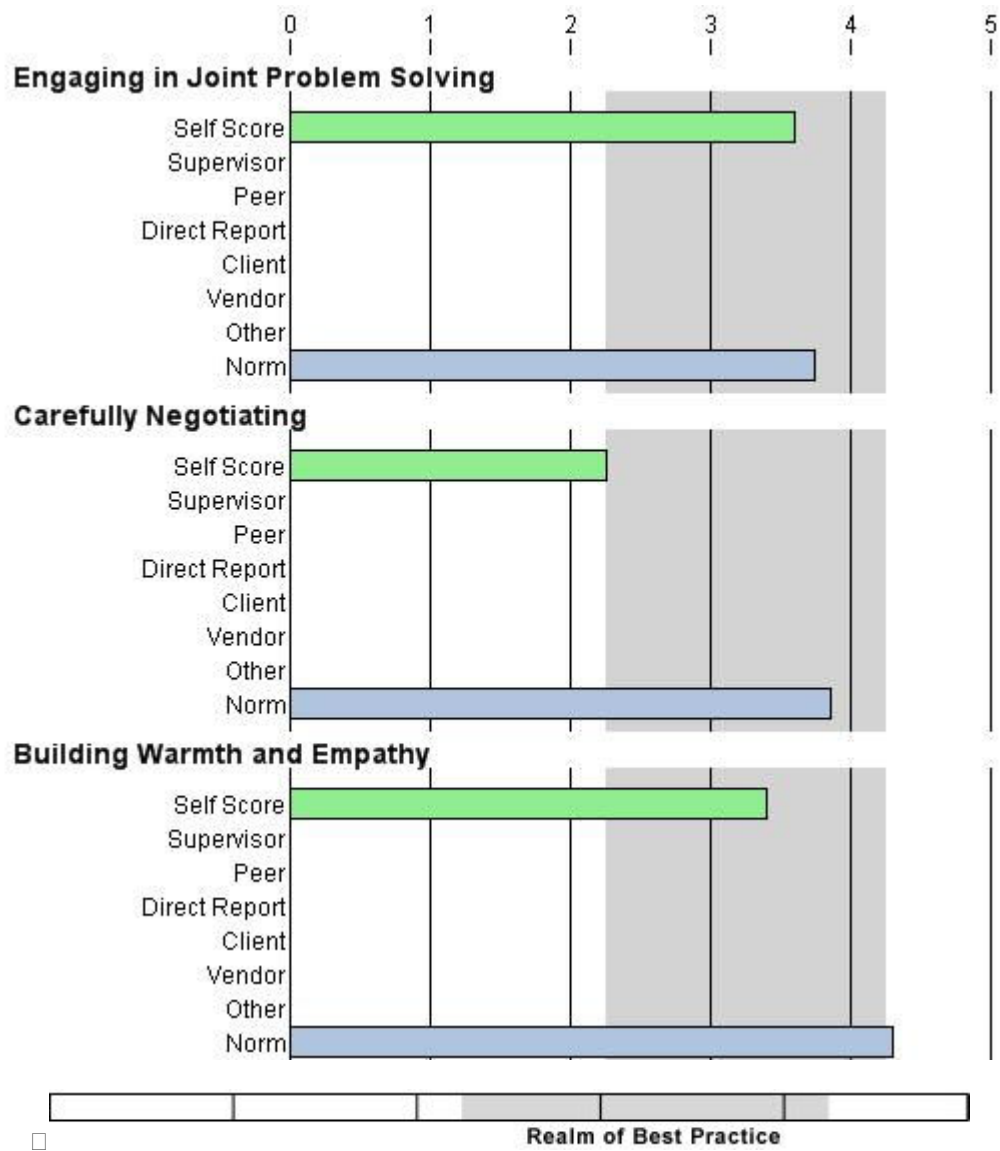 0 1 2 3 4 5
Engaging in Joint Problem Solving
Self Score
Supervisor
Peer
Direct Report
Client
Vendor
Other
Norm
Carefully Negotiating
Self Score
Supervisor
Peer
Direct Report
Client
Vendor
Other
Norm
Building Warmth and Empathy
Self Score
Supervisor
Peer
Direct Report
Client
Vendor
Other
Norm
Realm of Best Practice